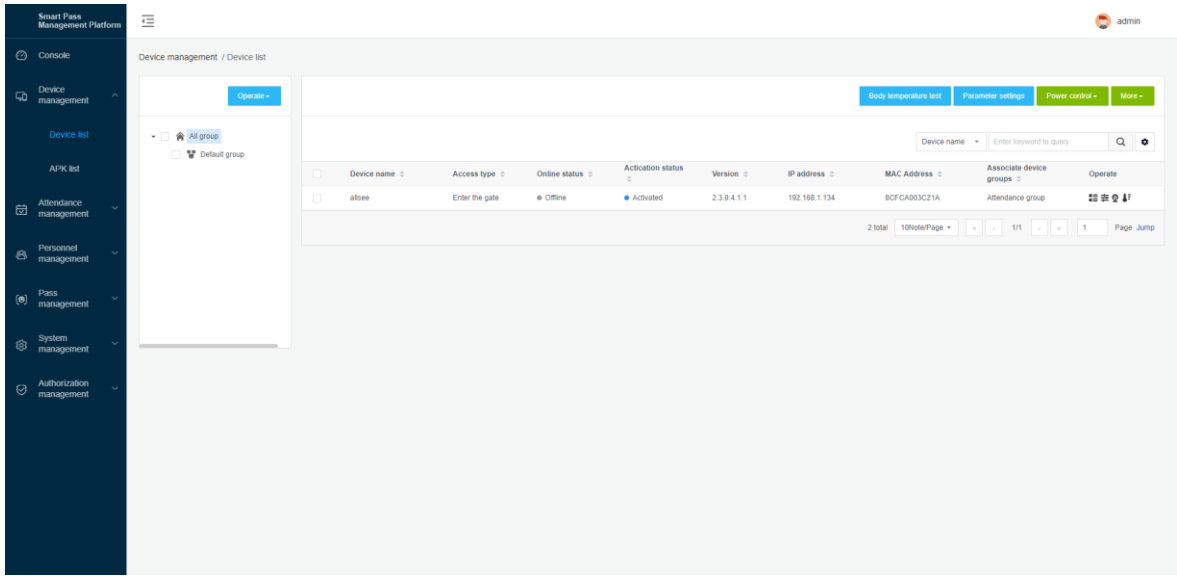 Smart Pass
Management Platform
admin
Console
Device management / Device list
Device
management
Operate
Body temperature test
Parameter settings
Power control
More
Device list
All group
Device name
Enter keyword to query
Default group
APK list
Device name
Access type
Online status
Actication status
Version
IP address
MAC Address
Associate device
groups
Operate
allsee
Enter the gate
Offline
Activated
2.3.0.4.1.1
192.168.1.134
8CFCA003C21A
Attendance group
Attendance
management
2 total
10Note/Page
1/1
1
Page
Jump
Personnel
management
Pass
management
System
management
Authorization
management